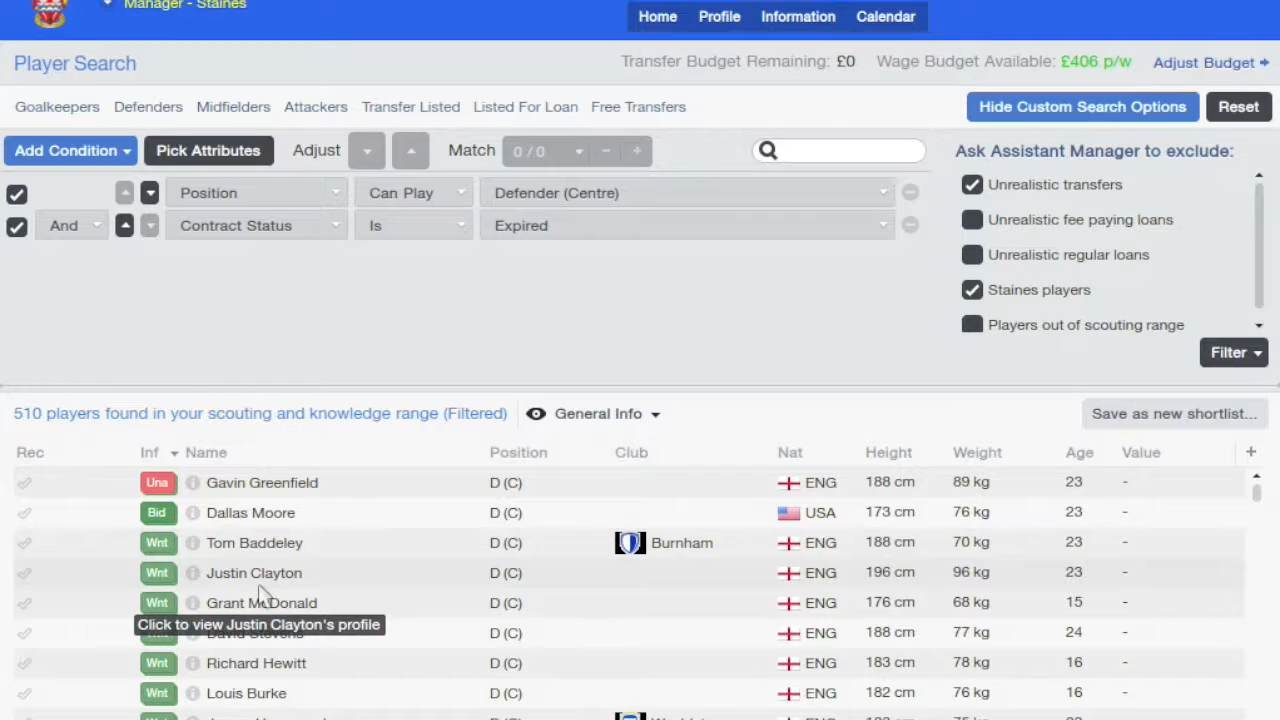 Manager - Staines
Home Profile Information Calendar
Player Search Transfer Budget Remaining: £0 Wage Budget Available: £406 p/w Adjust Budget
Goalkeepers Defenders Midfielders Attackers Transfer Listed Listed For Loan Free Transfers Hide Custom Search Options Reset
Add Condition Pick Attributes Adjust Match 0 / 0 Ask Assistant Manager to exclude:
Position Can Play Defender (Centre) Unrealistic transfers
And Contract Status Is Expired Unrealistic fee paying loans
Unrealistic regular loans
Staines players
Players out of scouting range
Filter
510 players found in your scouting and knowledge range (Filtered) General Info Save as new shortlist...
Rec Inf Name Position Club Nat Height Weight Age Value +
Una Gavin Greenfield D (C) ENG 188 cm 89 kg 23 -
Bid Dallas Moore D (C) USA 173 cm 76 kg 23 -
Wnt Tom Baddeley D (C) Burnham ENG 188 cm 70 kg 23 -
Wnt Justin Clayton D (C) ENG 196 cm 96 kg 23 -
Wnt Grant McDonald D (C) ENG 176 cm 68 kg 15 -
Click to view Justin Clayton's profile
David Stevens D (C) ENG 188 cm 77 kg 24 -
Wnt Richard Hewitt D (C) ENG 183 cm 78 kg 16 -
Wnt Louis Burke D (C) ENG 182 cm 76 kg 16 -